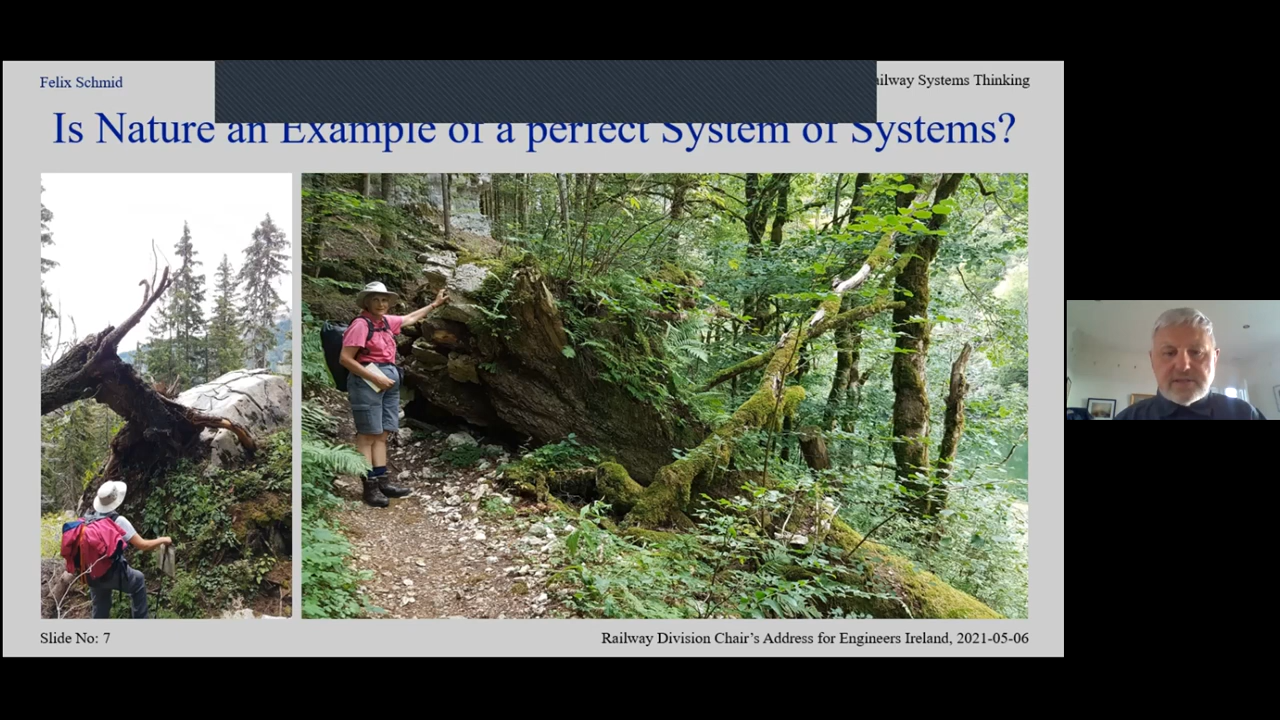 Felix Schmid
ailway Systems Thinking
Is Nature an Example of a perfect System of Systems?
Slide No: 7
Railway Division Chair’s Address for Engineers Ireland, 2021-05-06